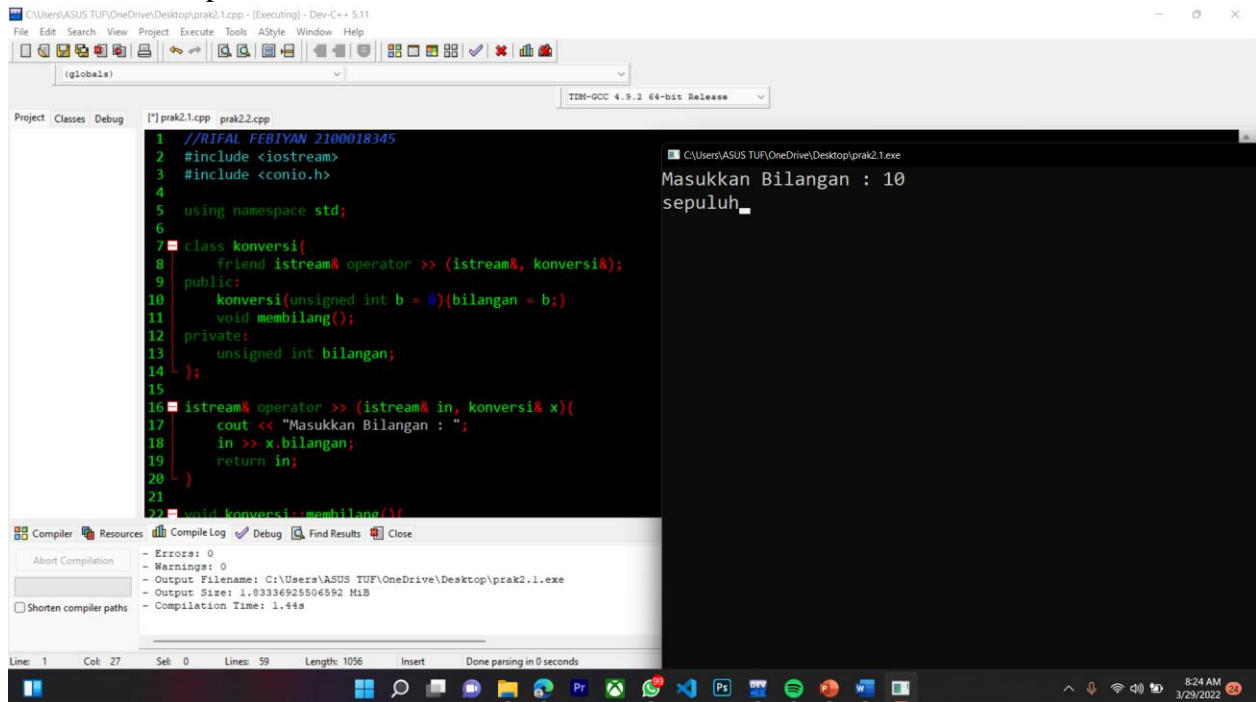 C:\Users\ASUS TUF\OneDrive\Desktop\prak2.1.cpp - [Executing] - Dev-C++ 5.11
File Edit Search View Project Execute Tools AStyle Window Help
(globals)
TDM-GCC 4.9.2 64-bit Release
Project Classes Debug
[*] prak2.1.cpp prak2.2.cpp
1 //RIFAL FEBIYAN 2100018345
2 #include <iostream>
3 #include <conio.h>
4
5 using namespace std;
6
7 class konversi{
8 friend istream& operator >> (istream&, konversi&);
9 public:
10 konversi(unsigned int b = 0){bilangan = b;}
11 void membilang();
12 private:
13 unsigned int bilangan;
14 };
15
16 istream& operator >> (istream& in, konversi& x){
17 cout << "Masukkan Bilangan : ";
18 in >> x.bilangan;
19 return in;
20 }
21
22 void konversi::membilang(){
C:\Users\ASUS TUF\OneDrive\Desktop\prak2.1.exe
Masukkan Bilangan : 10
sepuluh
Compiler Resources Compile Log Debug Find Results Close
Abort Compilation
Shorten compiler paths
- Errors: 0
- Warnings: 0
- Output Filename: C:\Users\ASUS TUF\OneDrive\Desktop\prak2.1.exe
- Output Size: 1.83336925506592 MiB
- Compilation Time: 1.44s
Line: 1 Col: 27 Sel: 0 Lines: 59 Length: 1056 Insert Done parsing in 0 seconds
99
Pr
Ps
DEV
8:24 AM
3/29/2022
24